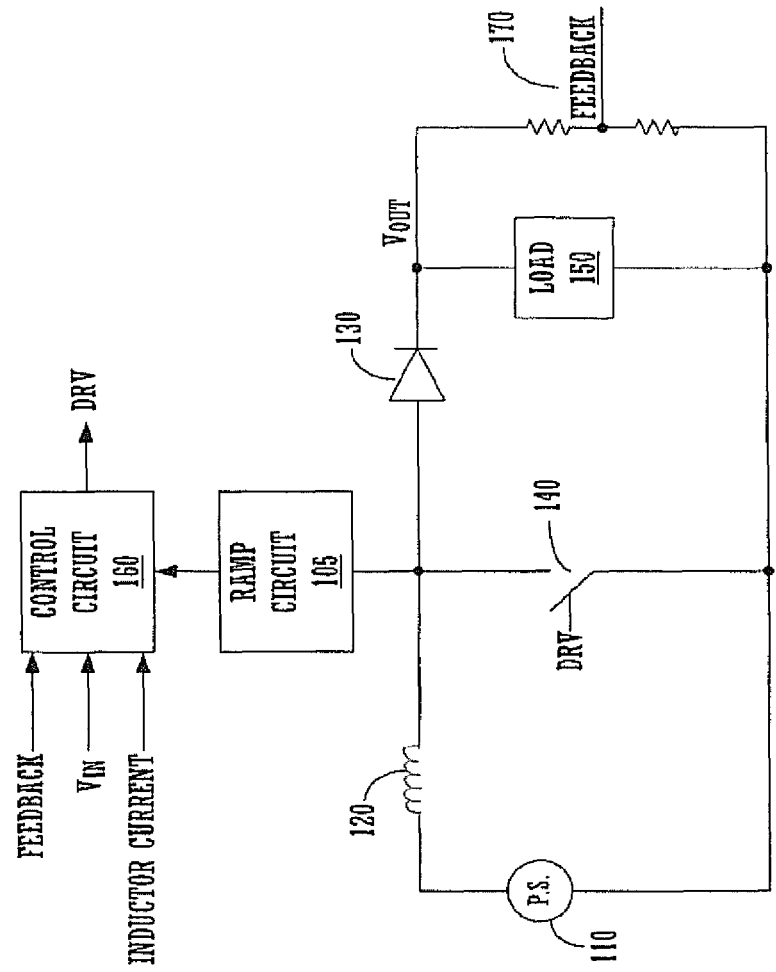 FEEDBACK
VIN
INDUCTOR CURRENT
CONTROL
CIRCUIT
160
DRV
RAMP
CIRCUIT
105
120
130
VOUT
170
FEEDBACK
P.S.
110
DRV
140
LOAD
150